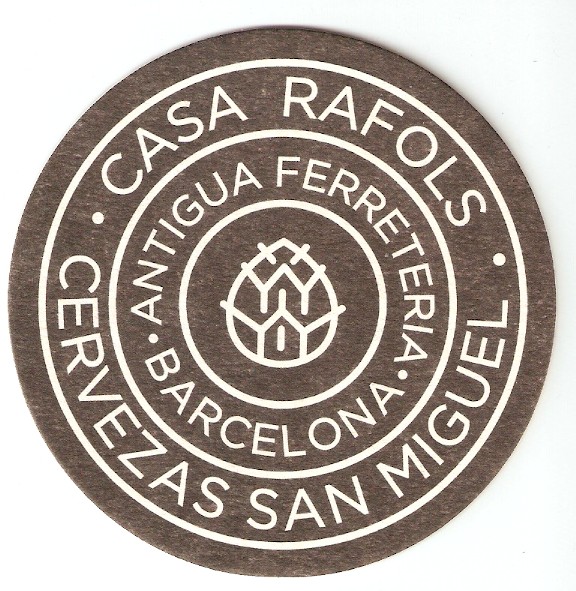 CASA RAFOLS
CERVEZAS SAN MIGUEL
ANTIGUA FERRETERIA
BARCELONA